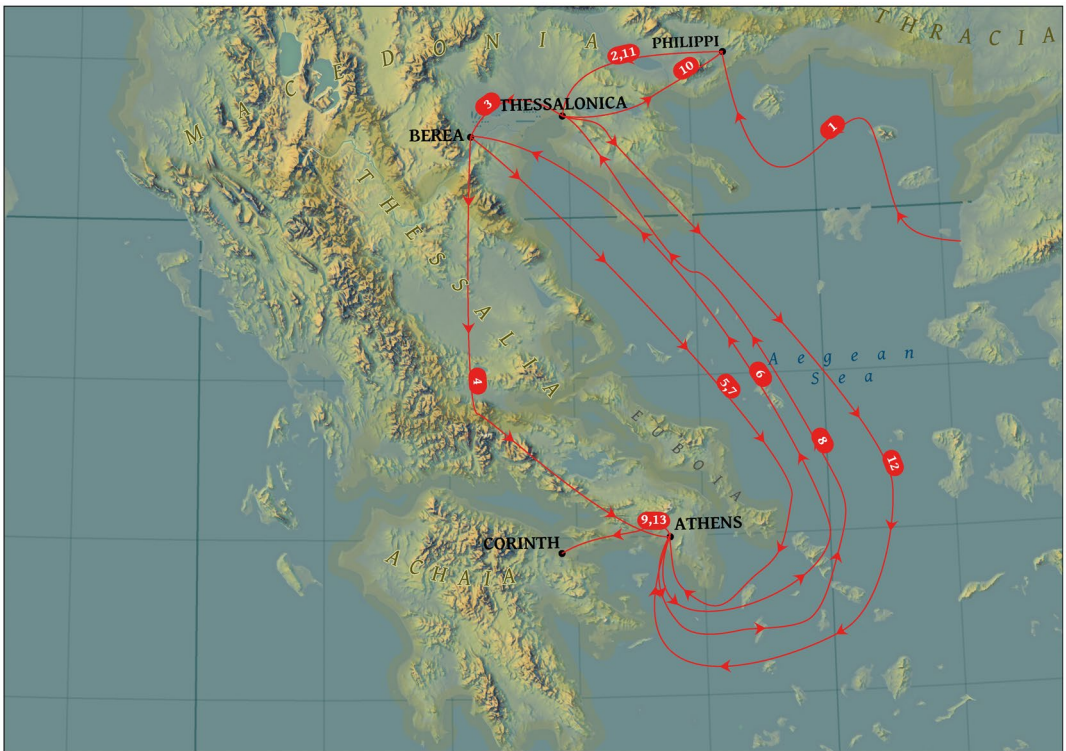 THRACIA
MACEDONIA
PHILIPPI
2,11
10
3
THESSALONICA
1
BEREA
THESSALIA
Aegean
Sea
4
5,7
6
8
12
EUBOIA
9,13
ATHENS
CORINTH
ACHAIA